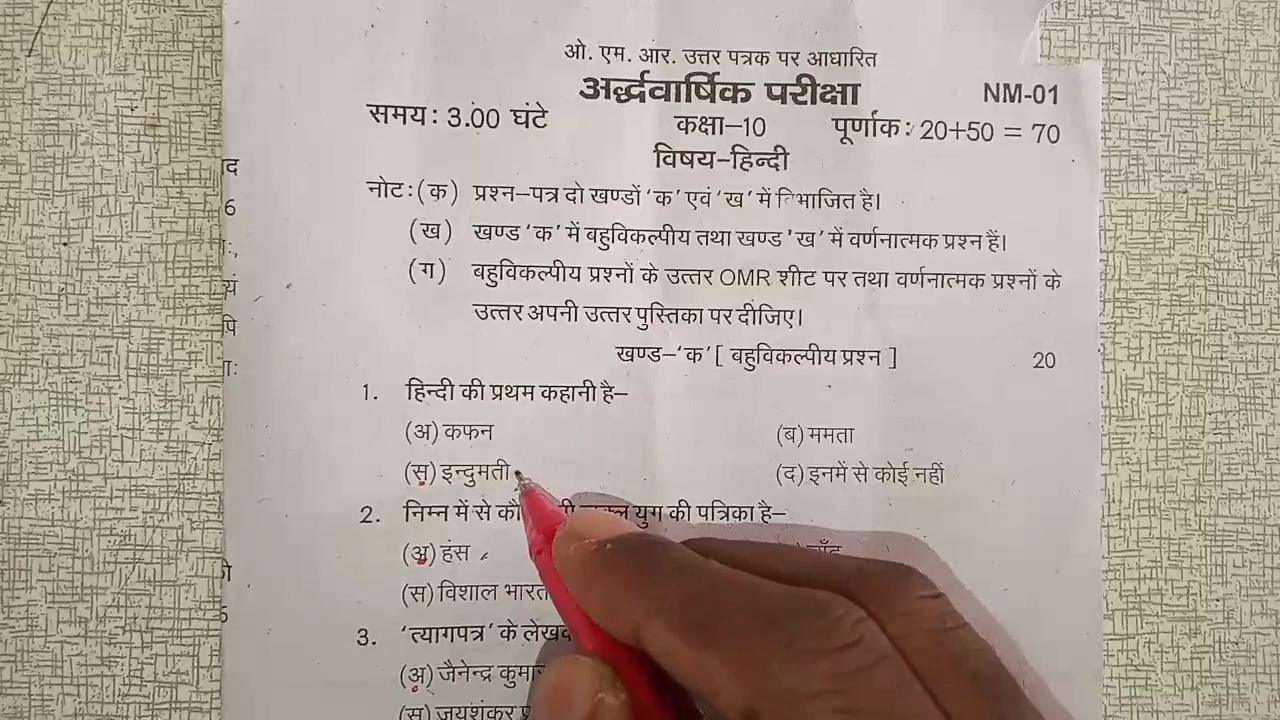 ओ. एम. आर. उत्तर पत्रक पर आधारित
अर्द्धवार्षिक परीक्षा NM-01
समय: 3.00 घंटे कक्षा–10 पूर्णाक: 20+50 = 70
विषय–हिन्दी
नोट: (क) प्रश्न–पत्र दो खण्डों 'क' एवं 'ख' में विभाजित है।
(ख) खण्ड 'क' में बहुविकल्पीय तथा खण्ड 'ख' में वर्णनात्मक प्रश्न हैं।
(ग) बहुविकल्पीय प्रश्नों के उत्तर OMR शीट पर तथा वर्णनात्मक प्रश्नों के
उत्तर अपनी उत्तर पुस्तिका पर दीजिए।
खण्ड–'क' [ बहुविकल्पीय प्रश्न ] 20
1. हिन्दी की प्रथम कहानी है–
(अ) कफन (ब) ममता
(स) इन्दुमती (द) इनमें से कोई नहीं
2. निम्न में से युग की पत्रिका है–
(अ) हंस
(स) विशाल भारत
3. 'त्यागपत्र' के
(अ) जैनेन्द्र
(स) जयशंकर